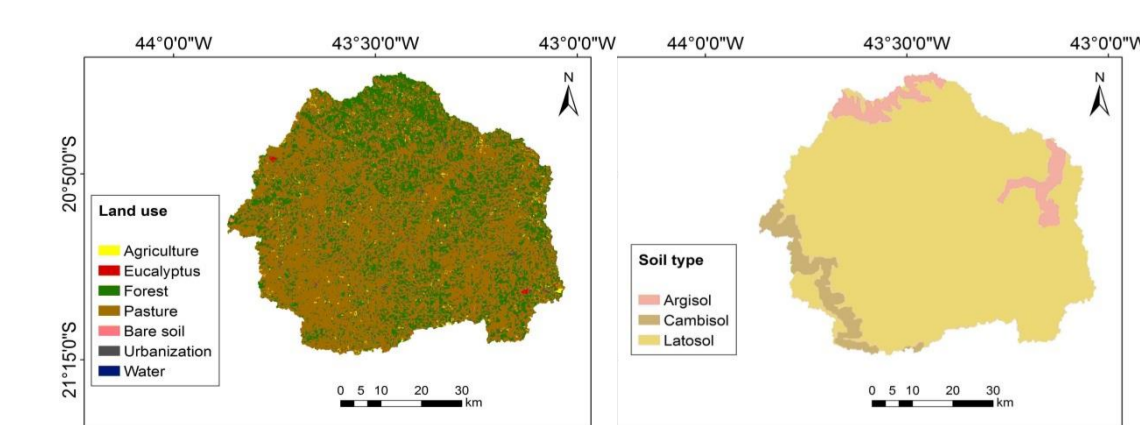 44°0'0"W
43°30'0"W
43°0'0"W
20°50'0"S
21°15'0"S
N
Land use
Agriculture
Eucalyptus
Forest
Pasture
Bare soil
Urbanization
Water
0 5 10 20 30
km
44°0'0"W
43°30'0"W
43°0'0"W
N
Soil type
Argisol
Cambisol
Latosol
0 5 10 20 30
km